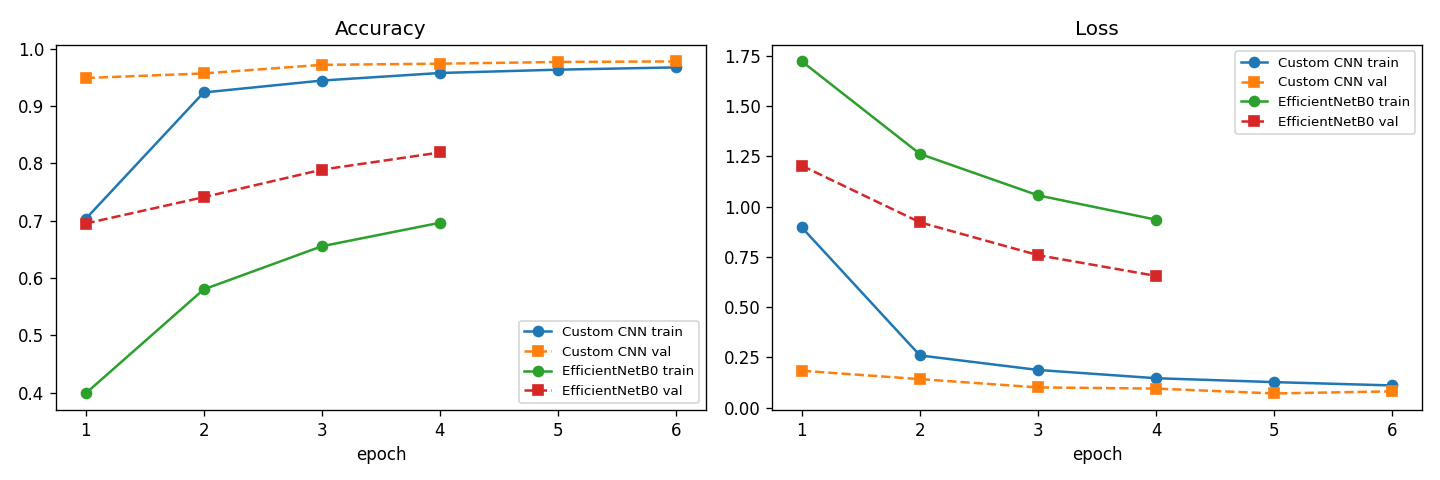 Accuracy
1.0
0.9
0.8
0.7
0.6
0.5
0.4
1 2 3 4 5 6
epoch
Custom CNN train
Custom CNN val
EfficientNetB0 train
EfficientNetB0 val
Loss
1.75
1.50
1.25
1.00
0.75
0.50
0.25
0.00
1 2 3 4 5 6
epoch
Custom CNN train
Custom CNN val
EfficientNetB0 train
EfficientNetB0 val